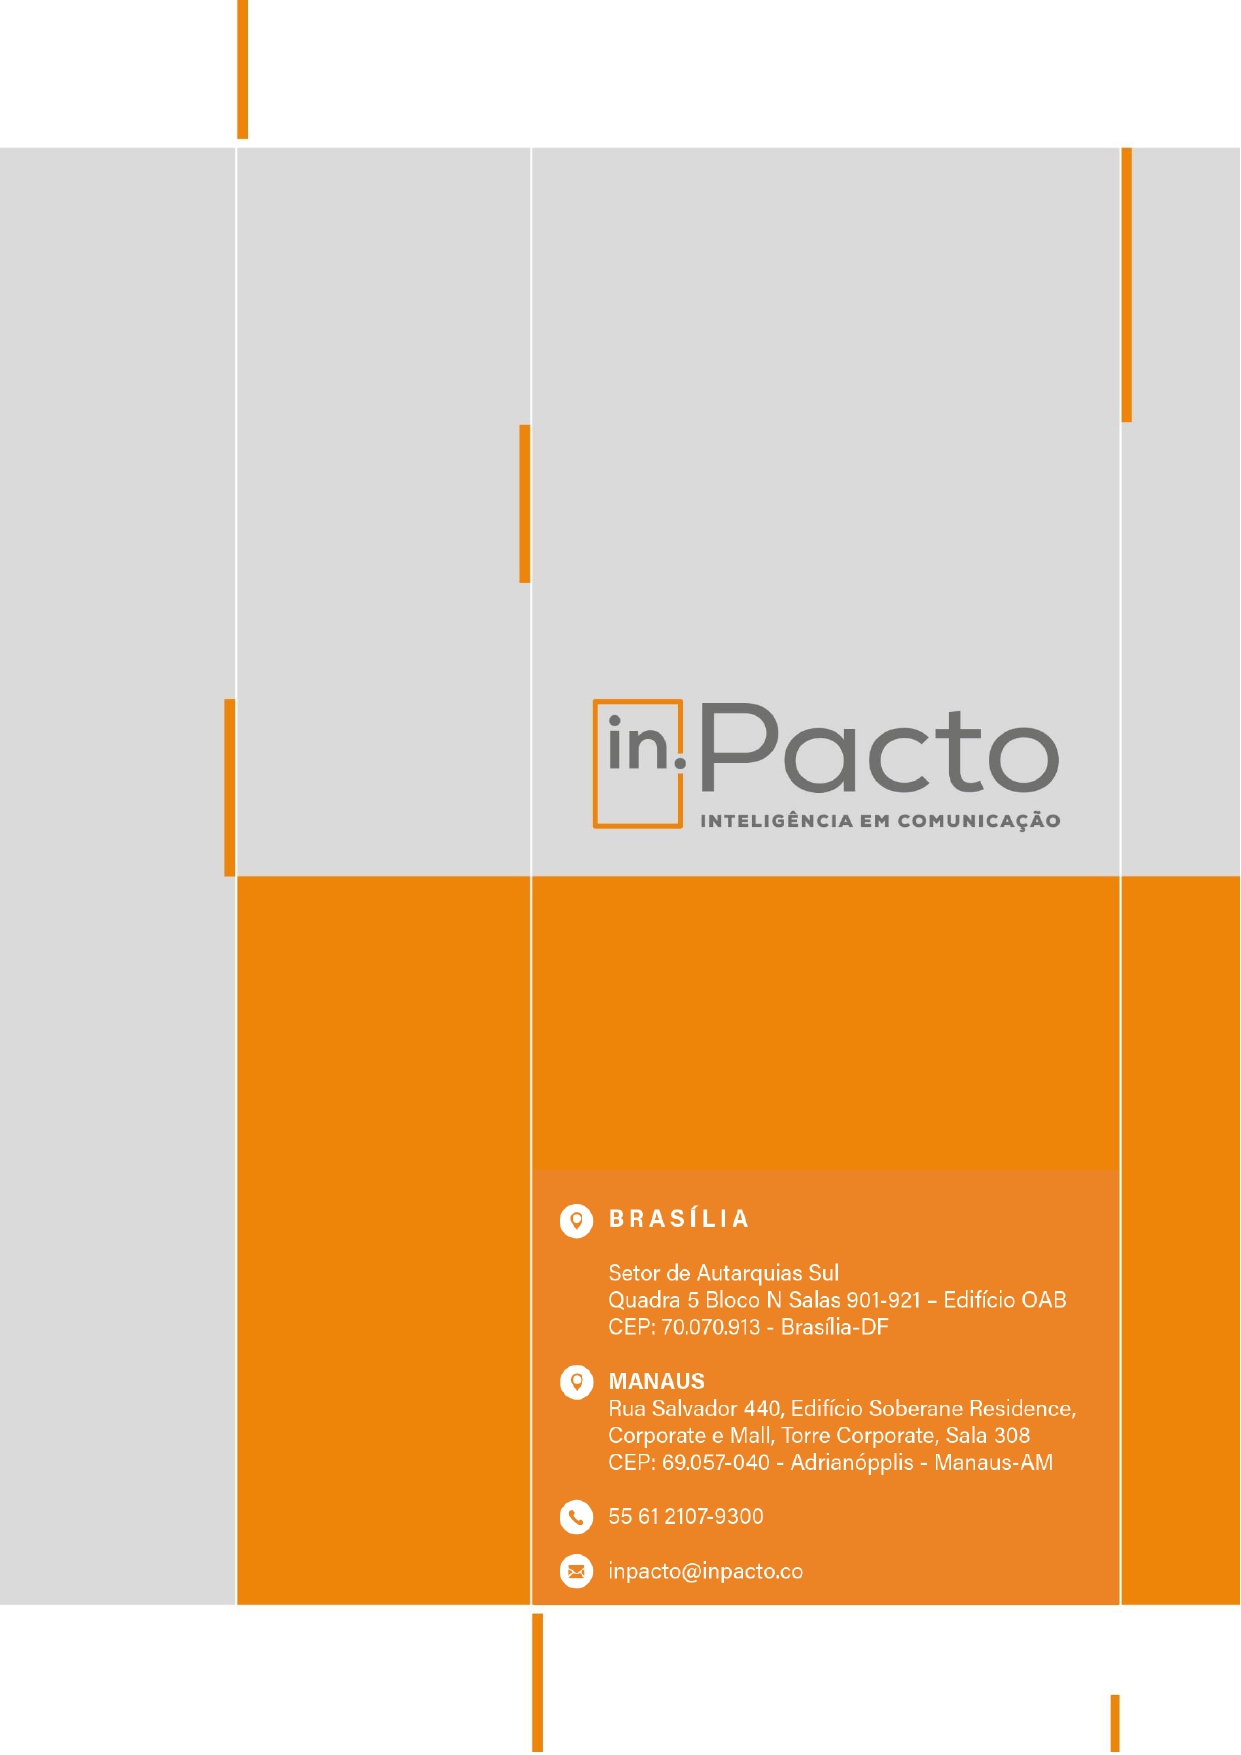 in.Pacto
INTELIGÊNCIA EM COMUNICAÇÃO
BRASÍLIA
Setor de Autarquias Sul
Quadra 5 Bloco N Salas 901-921 – Edifício OAB
CEP: 70.070.913 - Brasília-DF
MANAUS
Rua Salvador 440, Edifício Soberane Residence,
Corporate e Mall, Torre Corporate, Sala 308
CEP: 69.057-040 - Adrianópplis - Manaus-AM
55 61 2107-9300
inpacto@inpacto.co